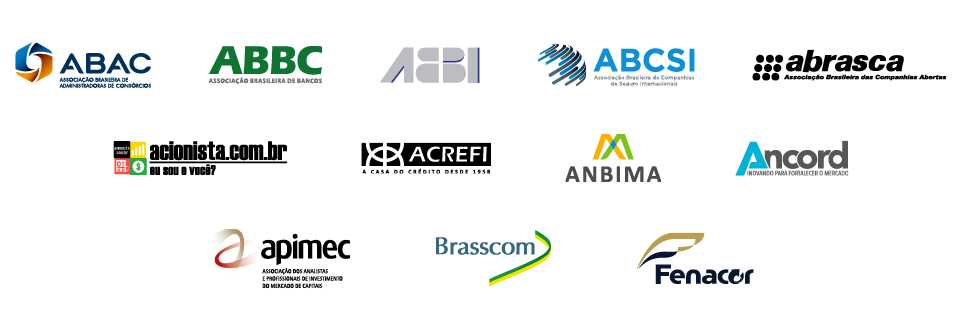 ABAC
ASSOCIAÇÃO BRASILEIRA DE
ADMINISTRADORAS DE CONSÓRCIOS
ABBC
ASSOCIAÇÃO BRASILEIRA DE BANCOS
ABBI
ABCSI
Associação Brasileira de Companhias
de Seguro Internacionais
abrasca
Associação Brasileira das Companhias Abertas
acionista.com.br
eu sou e você?
ACREFI
A CASA DO CRÉDITO DESDE 1958
ANBIMA
Ancord
INOVANDO PARA FORTALECER O MERCADO
apimec
ASSOCIAÇÃO DOS ANALISTAS
E PROFISSIONAIS DE INVESTIMENTO
DO MERCADO DE CAPITAIS
Brasscom
Fenacor